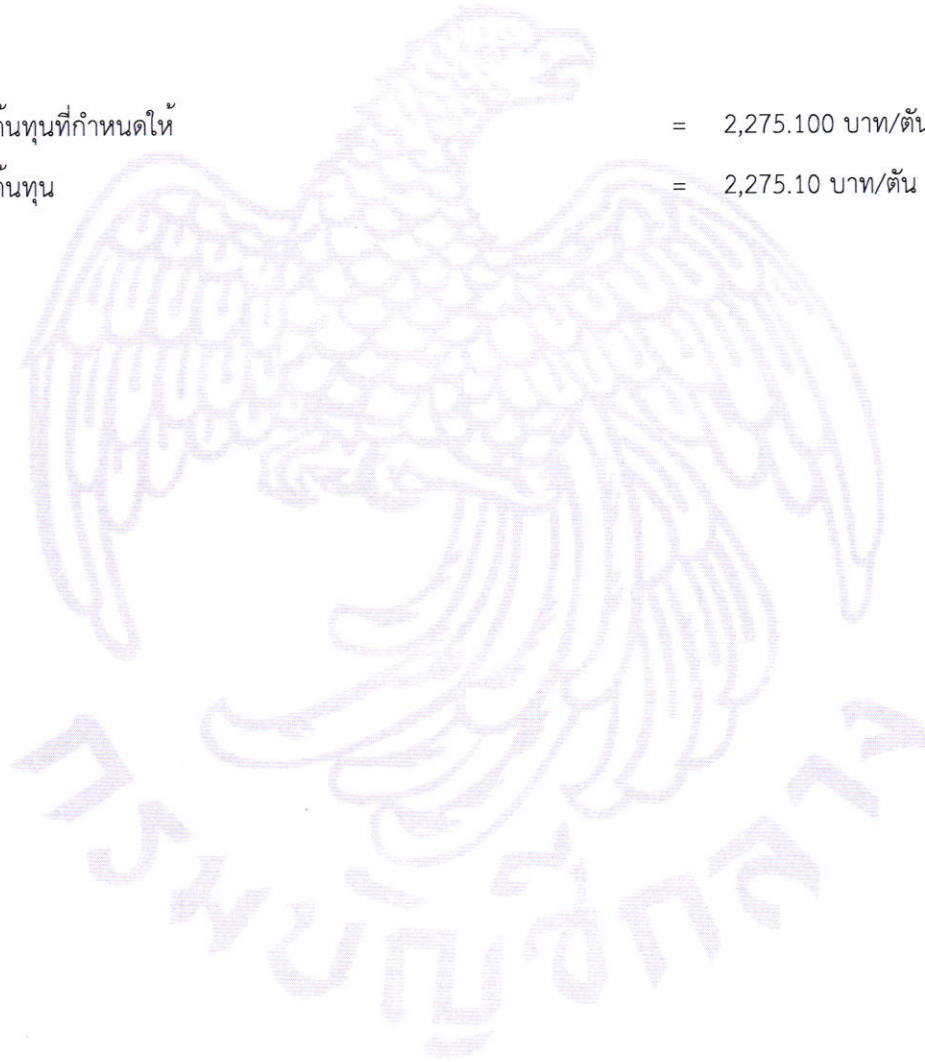 ้นทุนที่กำหนดให้ = 2,275.100 บาท/ตัน
้นทุน = 2,275.10 บาท/ตัน
กรมบัญชีกลาง